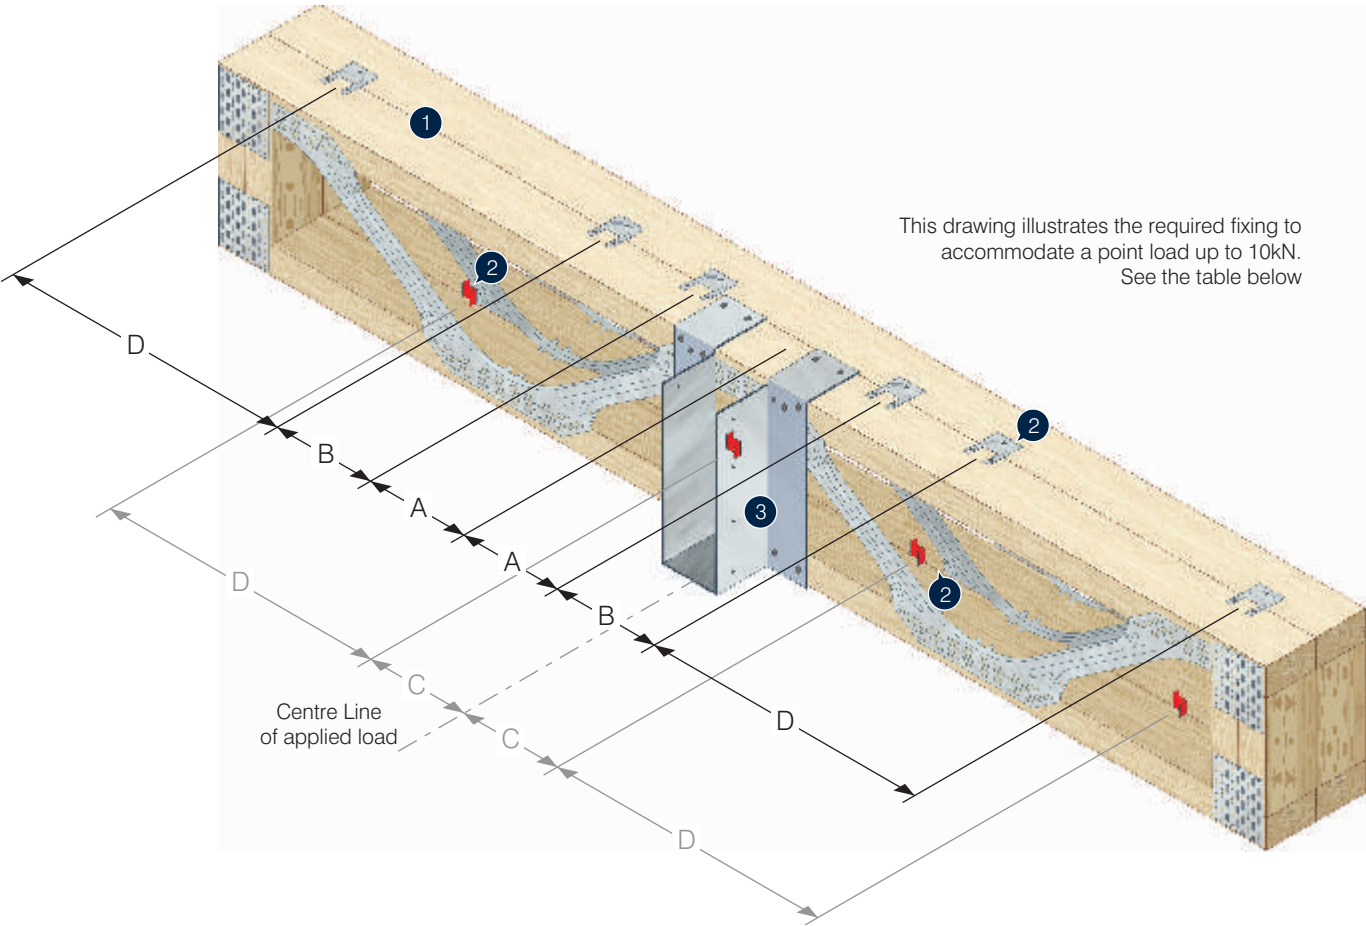 1
This drawing illustrates the required fixing to
accommodate a point load up to 10kN.
See the table below
2
D
2
B
A
3
A
D
2
B
C
D
Centre Line
of applied load
C
D